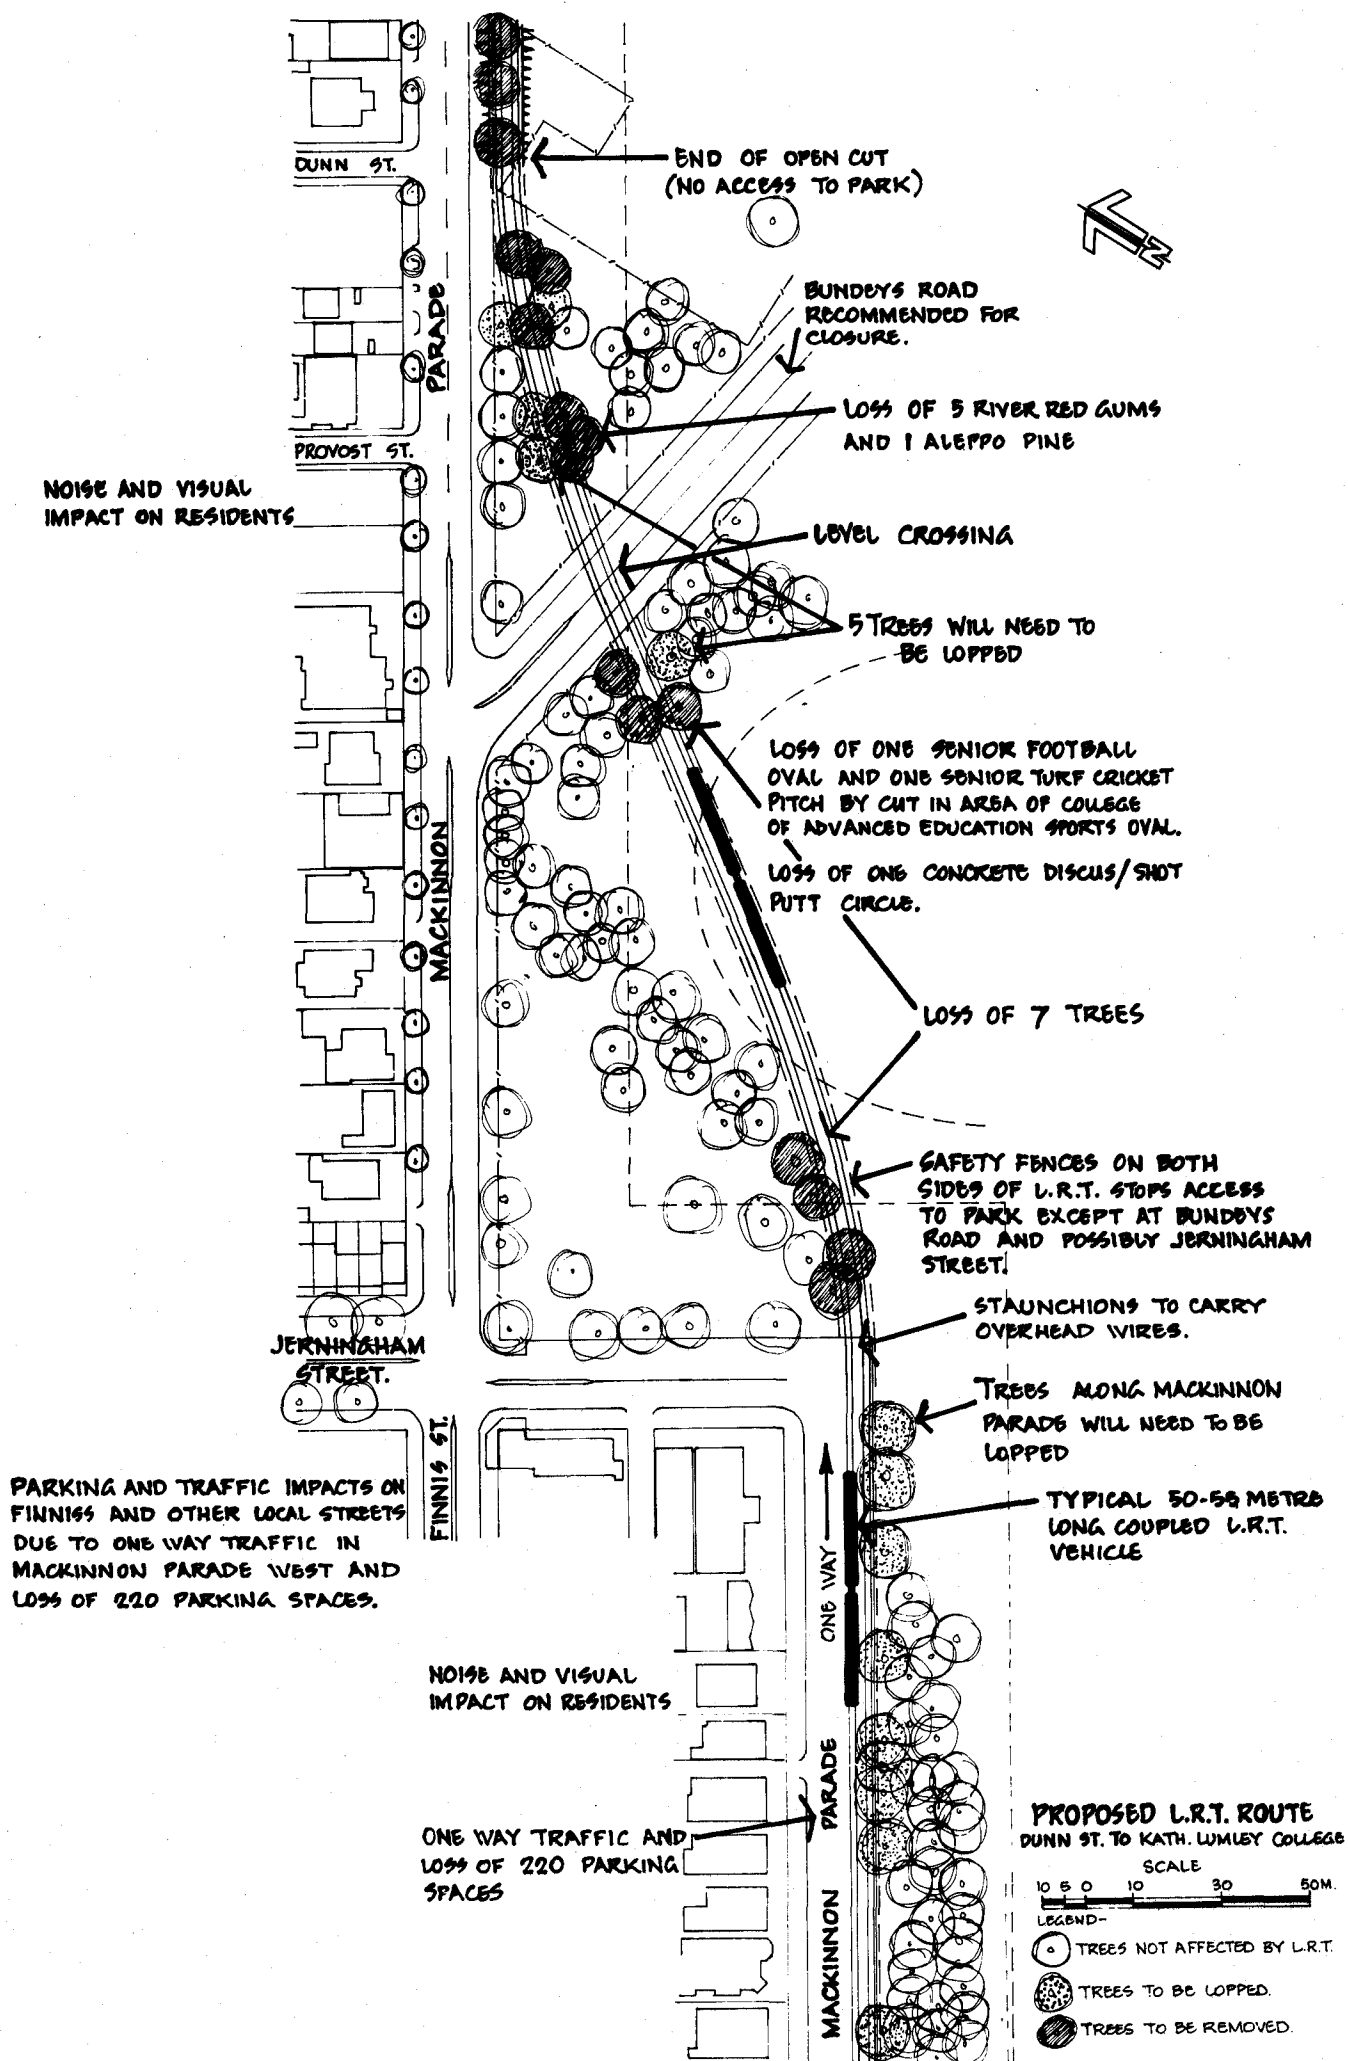 DUNN ST.
END OF OPEN CUT
(NO ACCESS TO PARK)
N
BUNDEYS ROAD
RECOMMENDED FOR
CLOSURE.
PARADE
LOSS OF 5 RIVER RED GUMS
AND 1 ALEPPO PINE
PROVOST ST.
NOISE AND VISUAL
IMPACT ON RESIDENTS
LEVEL CROSSING
5 TREES WILL NEED TO
BE LOPPED
LOSS OF ONE SENIOR FOOTBALL
OVAL AND ONE SENIOR TURF CRICKET
PITCH BY CUT IN AREA OF COLLEGE
OF ADVANCED EDUCATION SPORTS OVAL.
LOSS OF ONE CONCRETE DISCUS/SHOT
PUTT CIRCLE.
MACKINNON
LOSS OF 7 TREES
SAFETY FENCES ON BOTH
SIDES OF L.R.T. STOPS ACCESS
TO PARK EXCEPT AT BUNDEYS
ROAD AND POSSIBLY JERNINGHAM
STREET.
STAUNCHIONS TO CARRY
OVERHEAD WIRES.
JERNINGHAM
STREET.
TREES ALONG MACKINNON
PARADE WILL NEED TO BE
LOPPED
FINNIS ST.
PARKING AND TRAFFIC IMPACTS ON
FINNISS AND OTHER LOCAL STREETS
DUE TO ONE WAY TRAFFIC IN
MACKINNON PARADE WEST AND
LOSS OF 220 PARKING SPACES.
TYPICAL 50-55 METRE
LONG COUPLED L.R.T.
VEHICLE
ONE WAY
NOISE AND VISUAL
IMPACT ON RESIDENTS
PARADE
ONE WAY TRAFFIC AND
LOSS OF 220 PARKING
SPACES
MACKINNON
PROPOSED L.R.T. ROUTE
DUNN ST. TO KATH. LUMLEY COLLEGE
SCALE
10 5 0 10 30 50M.
LEGEND-
TREES NOT AFFECTED BY L.R.T.
TREES TO BE LOPPED.
TREES TO BE REMOVED.